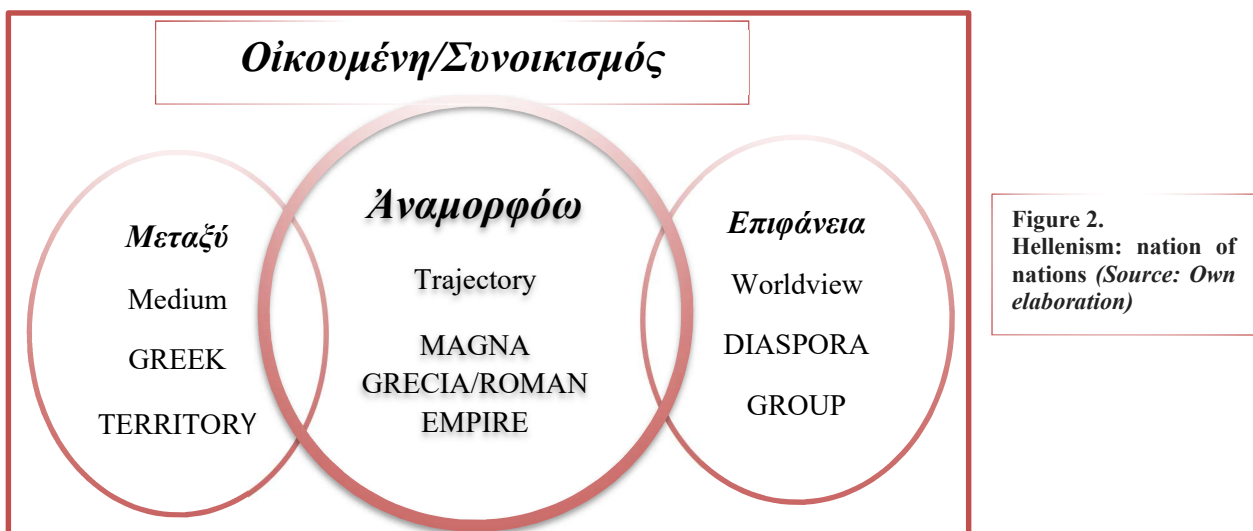 Οἰκουμένη/Συνοικισμός
Μεταξύ
Medium
GREEK
TERRITORY
Ἀναμορφόω
Trajectory
MAGNA
GRECIA/ROMAN
EMPIRE
Επιφάνεια
Worldview
DIASPORA
GROUP
Figure 2.
Hellenism: nation of
nations (Source: Own
elaboration)